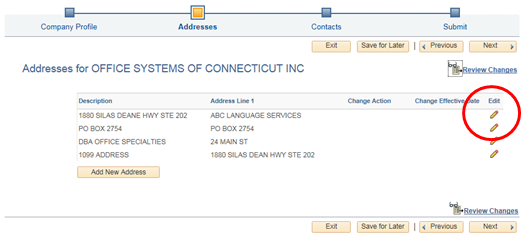 Company Profile Addresses Contacts Submit
Exit Save for Later | Previous Next
Addresses for OFFICE SYSTEMS OF CONNECTICUT INC Review Changes
Description Address Line 1 Change Action Change Effective Date Edit
1880 SILAS DEANE HWY STE 202 ABC LANGUAGE SERVICES
PO BOX 2754 PO BOX 2754
DBA OFFICE SPECIALTIES 24 MAIN ST
1099 ADDRESS 1880 SILAS DEAN HWY STE 202
Add New Address
Review Changes
Exit Save for Later | Previous Next